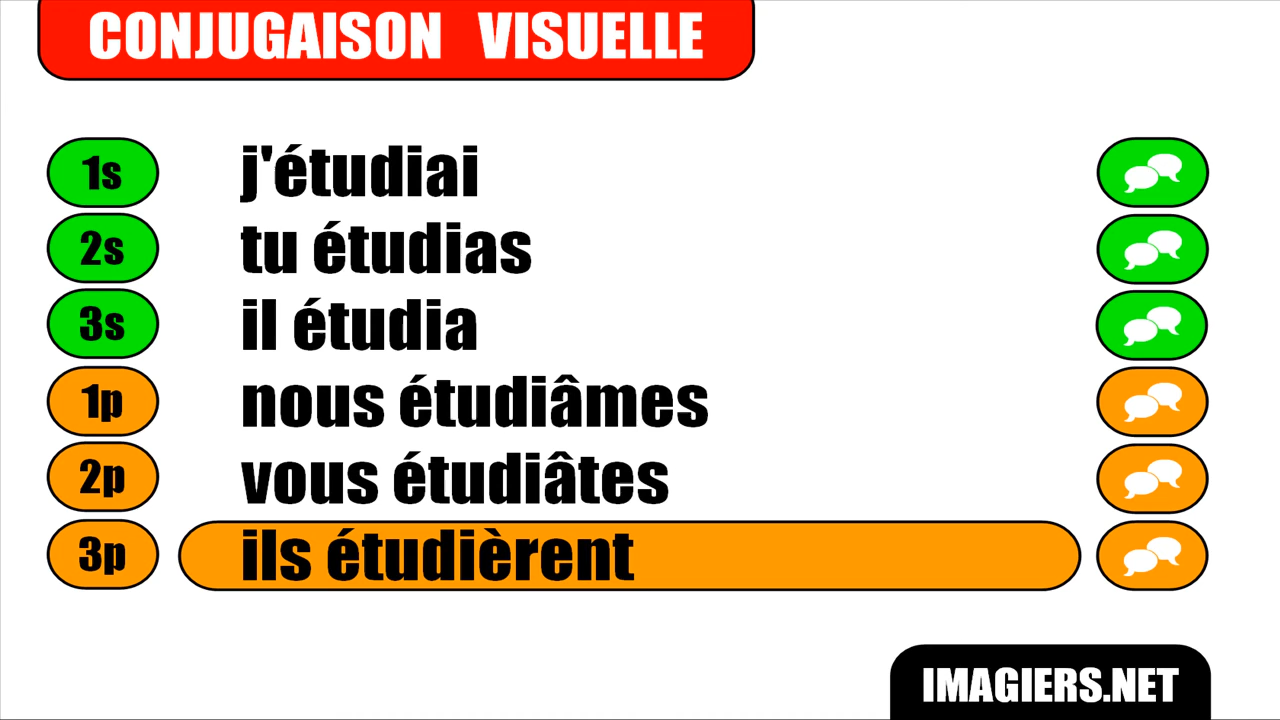 CONJUGAISON VISUELLE
1s j'étudiai
2s tu étudias
3s il étudia
1p nous étudiâmes
2p vous étudiâtes
3p ils étudièrent
IMAGIERS.NET